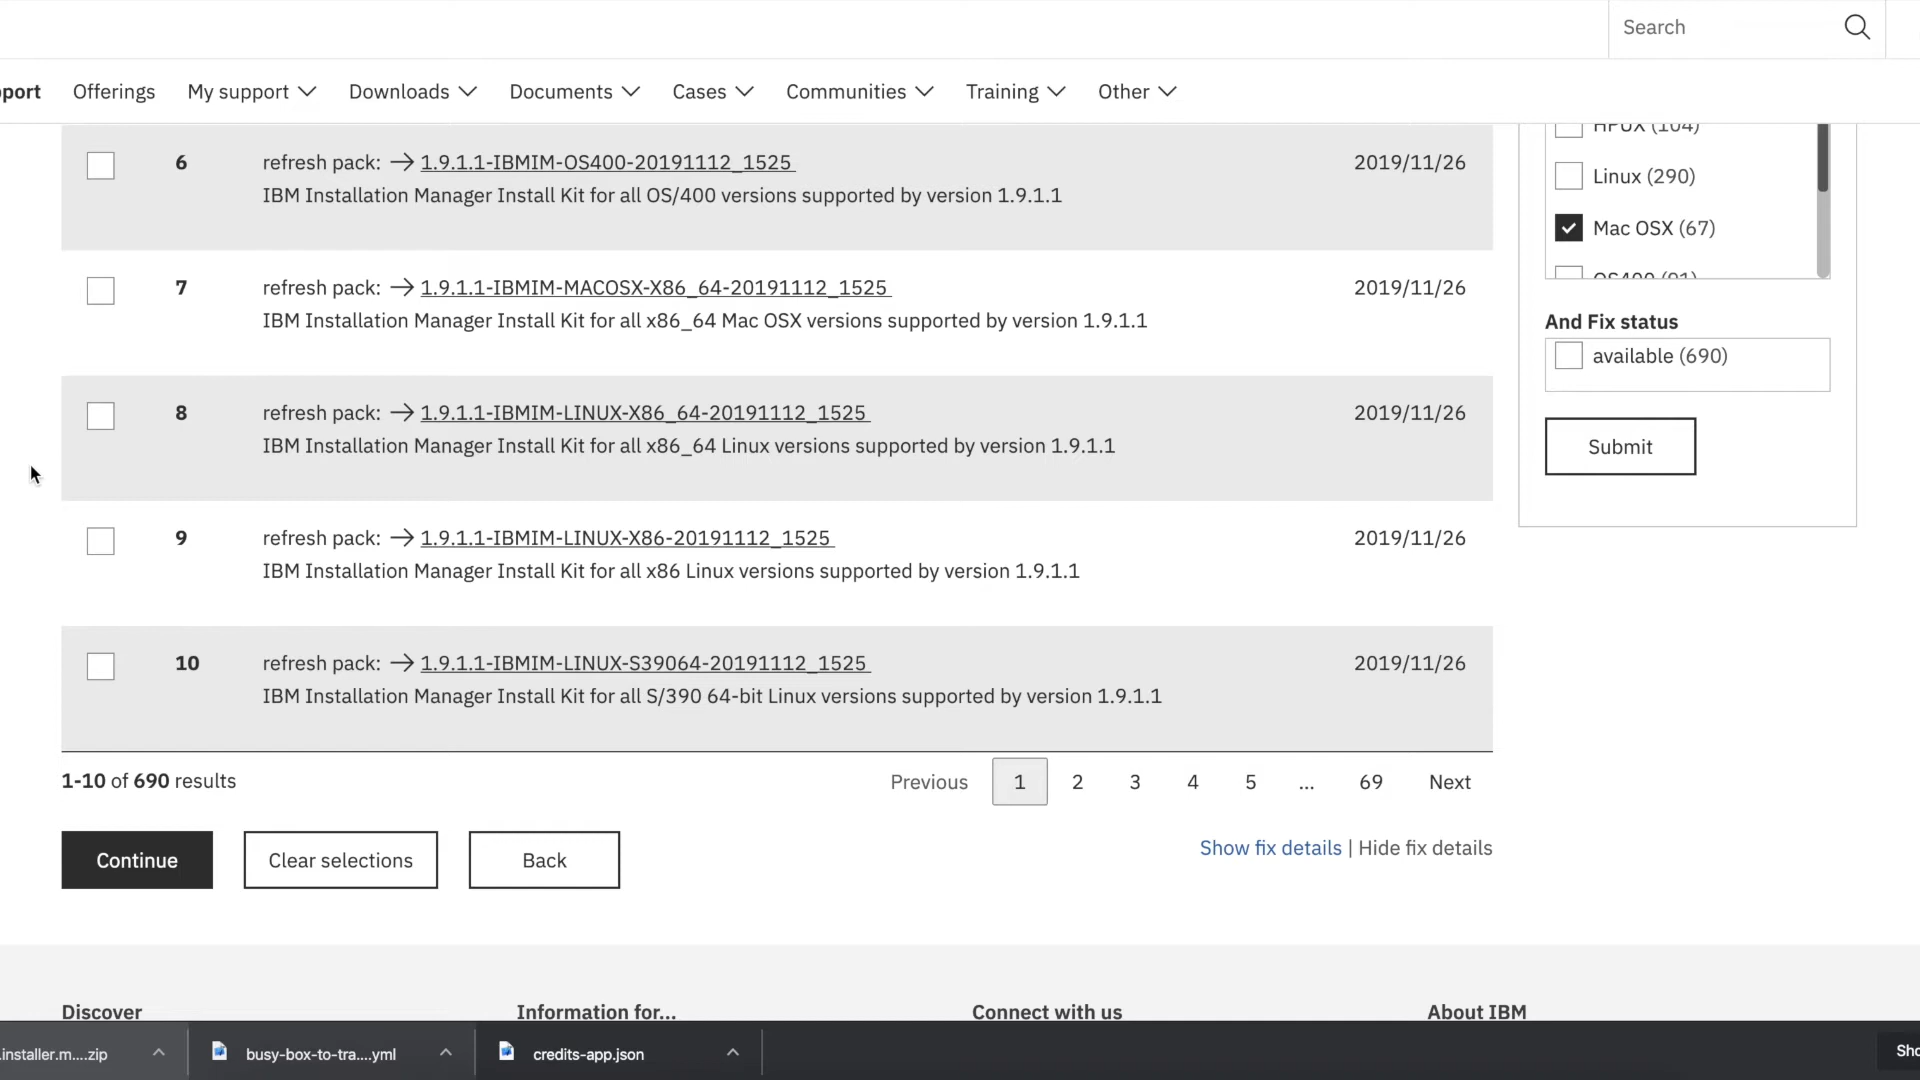 Search
port Offerings My support Downloads Documents Cases Communities Training Other
6 refresh pack: → 1.9.1.1-IBMIM-OS400-20191112_1525 2019/11/26
IBM Installation Manager Install Kit for all OS/400 versions supported by version 1.9.1.1
7 refresh pack: → 1.9.1.1-IBMIM-MACOSX-X86_64-20191112_1525 2019/11/26
IBM Installation Manager Install Kit for all x86_64 Mac OSX versions supported by version 1.9.1.1
8 refresh pack: → 1.9.1.1-IBMIM-LINUX-X86_64-20191112_1525 2019/11/26
IBM Installation Manager Install Kit for all x86_64 Linux versions supported by version 1.9.1.1
9 refresh pack: → 1.9.1.1-IBMIM-LINUX-X86-20191112_1525 2019/11/26
IBM Installation Manager Install Kit for all x86 Linux versions supported by version 1.9.1.1
10 refresh pack: → 1.9.1.1-IBMIM-LINUX-S39064-20191112_1525 2019/11/26
IBM Installation Manager Install Kit for all S/390 64-bit Linux versions supported by version 1.9.1.1
HPUX (104)
Linux (290)
Mac OSX (67)
OS400 (91)
And Fix status
available (690)
Submit
1-10 of 690 results
Previous 1 2 3 4 5 ... 69 Next
Continue Clear selections Back
Show fix details | Hide fix details
Discover Information for... Connect with us About IBM
.installer.m....zip busy-box-to-tra....yml credits-app.json Sho